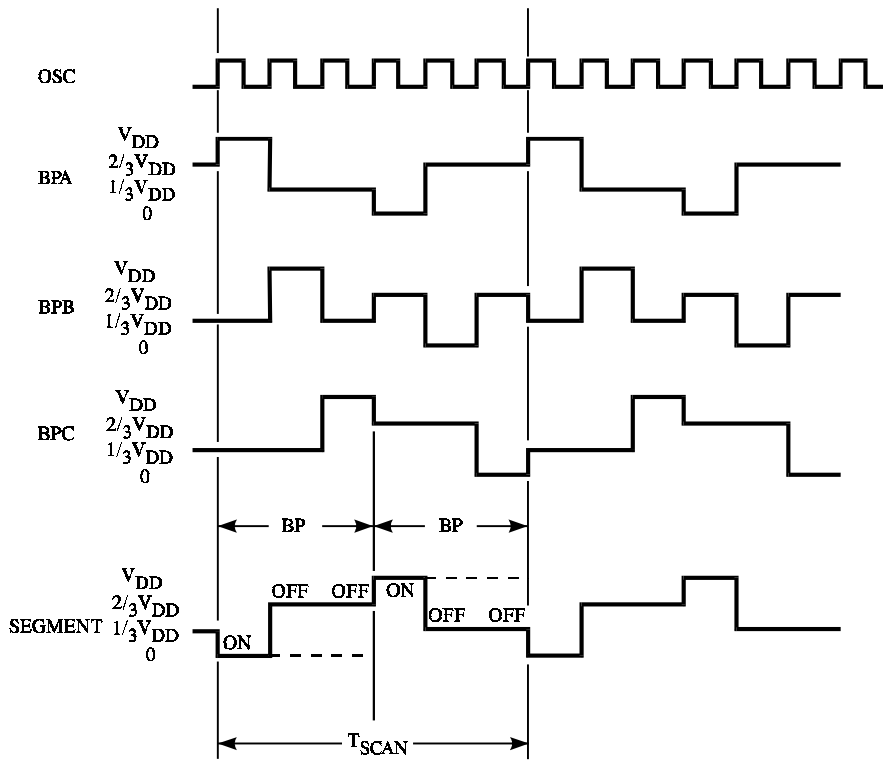 OSC
VDD
2/3VDD
BPA
1/3VDD
0
VDD
2/3VDD
BPB
1/3VDD
0
VDD
2/3VDD
BPC
1/3VDD
0
BP
BP
VDD
OFF OFF ON
2/3VDD
OFF OFF
SEGMENT 1/3VDD
ON
0
TSCAN